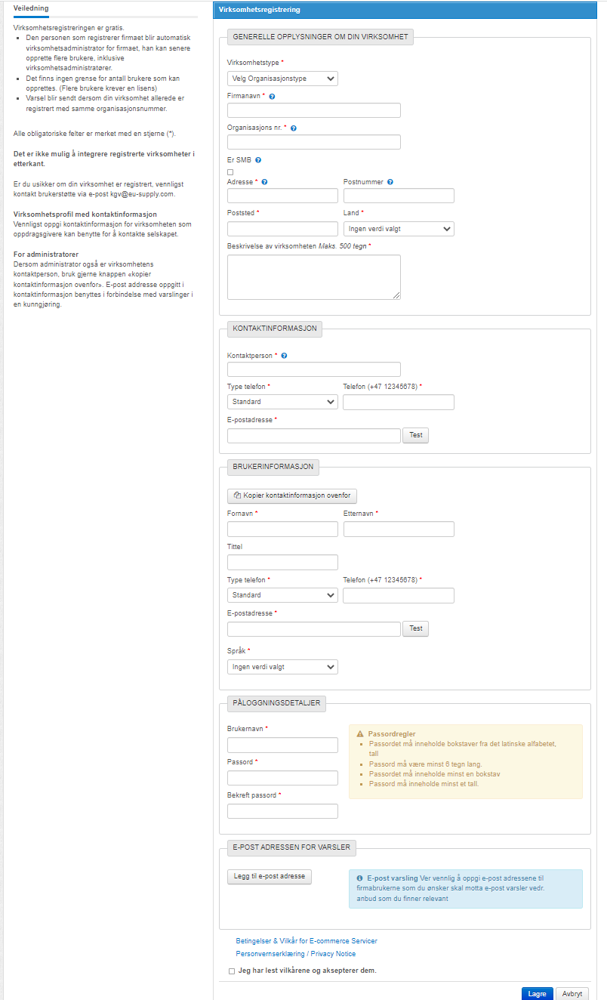 Veiledning
Virksomhetsregistreringen er gratis.
Den personen som registrerer firmaet blir automatisk
virksomhetsadministrator for firmaet, han kan senere
opprette flere brukere, inklusive
virksomhetsadministratører.
Det finns ingen grense for antall brukere som kan
opprettes. (Flere brukere krever en lisens)
Varsel blir sendt dersom din virksomhet allerede er
registrert med samme organisasjonsnummer.
Alle obligatoriske felter er merket med en stjerne (*).
Det er ikke mulig å integrere registrerte virksomheter i
etterkant.
Er du usikker om din virksomhet er registrert, vennligst
kontakt brukerstøtte via e-post kgv@eu-supply.com.
Virksomhetsprofil med kontaktinformasjon
Vennligst oppgi kontaktinformasjon for virksomheten som
oppdragsgivere kan benytte for å kontakte selskapet.
For administratorer
Dersom administrator også er virksomhetens
kontaktperson, bruk gjerne knappen «kopier
kontaktinformasjon ovenfor». E-post addresse oppgitt i
kontaktinformasjon benyttes i forbindelse med varslinger i
en kunngjøring.
Virksomhetsregistrering
GENERELLE OPPLYSNINGER OM DIN VIRKSOMHET
Virksomhetstype *
Velg Organisasjonstype
Firmanavn *
Organisasjons nr. *
Er SMB
Adresse * Postnummer
Poststed * Land *
Ingen verdi valgt
Beskrivelse av virksomheten Maks. 500 tegn *
KONTAKTINFORMASJON
Kontaktperson *
Type telefon * Telefon (+47 12345678) *
Standard
E-postadresse *
Test
BRUKERINFORMASJON
Kopier kontaktinformasjon ovenfor
Fornavn * Etternavn *
Tittel
Type telefon * Telefon (+47 12345678) *
Standard
E-postadresse *
Test
Språk *
Ingen verdi valgt
PÅLOGGNINGSDETALJER
Brukernavn *
Passord *
Bekreft passord *
Passordregler
Passordet må inneholde bokstaver fra det latinske alfabetet,
tall
Passord må være minst 6 tegn lang.
Passordet må inneholde minst en bokstav
Passord må inneholde minst et tall.
E-POST ADRESSEN FOR VARSLER
Legg til e-post adresse
E-post varsling Ver vennlig å oppgi e-post adressene til
firmabrukerne som du ønsker skal motta e-post varsler vedr.
anbud som du finner relevant
Betingelser & Vilkår for E-commerce Servicer
Personvernserklæring / Privacy Notice
Jeg har lest vilkårene og aksepterer dem.
Lagre Avbryt